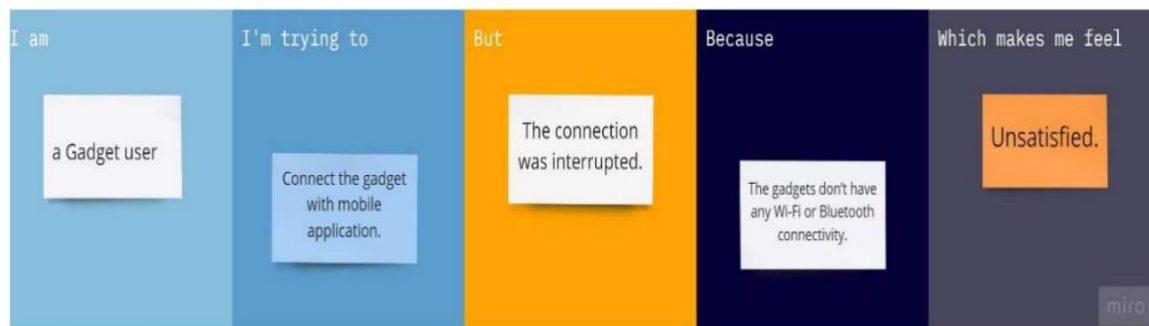 I am
a Gadget user
I'm trying to
Connect the gadget
with mobile
application.
But
The connection
was interrupted.
Because
The gadgets don't have
any Wi-Fi or Bluetooth
connectivity.
Which makes me feel
Unsatisfied.
miro